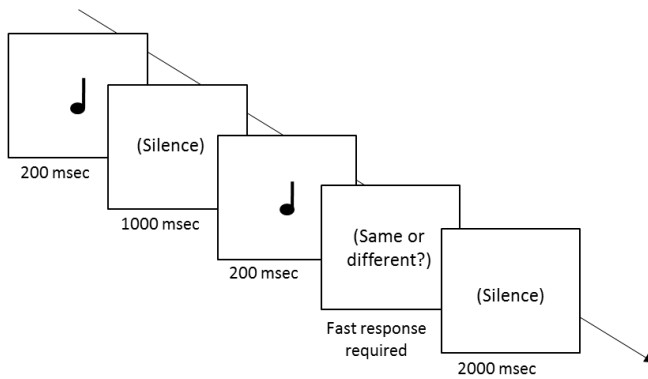 200 msec
(Silence)
1000 msec
200 msec
(Same or
different?)
Fast response
required
(Silence)
2000 msec